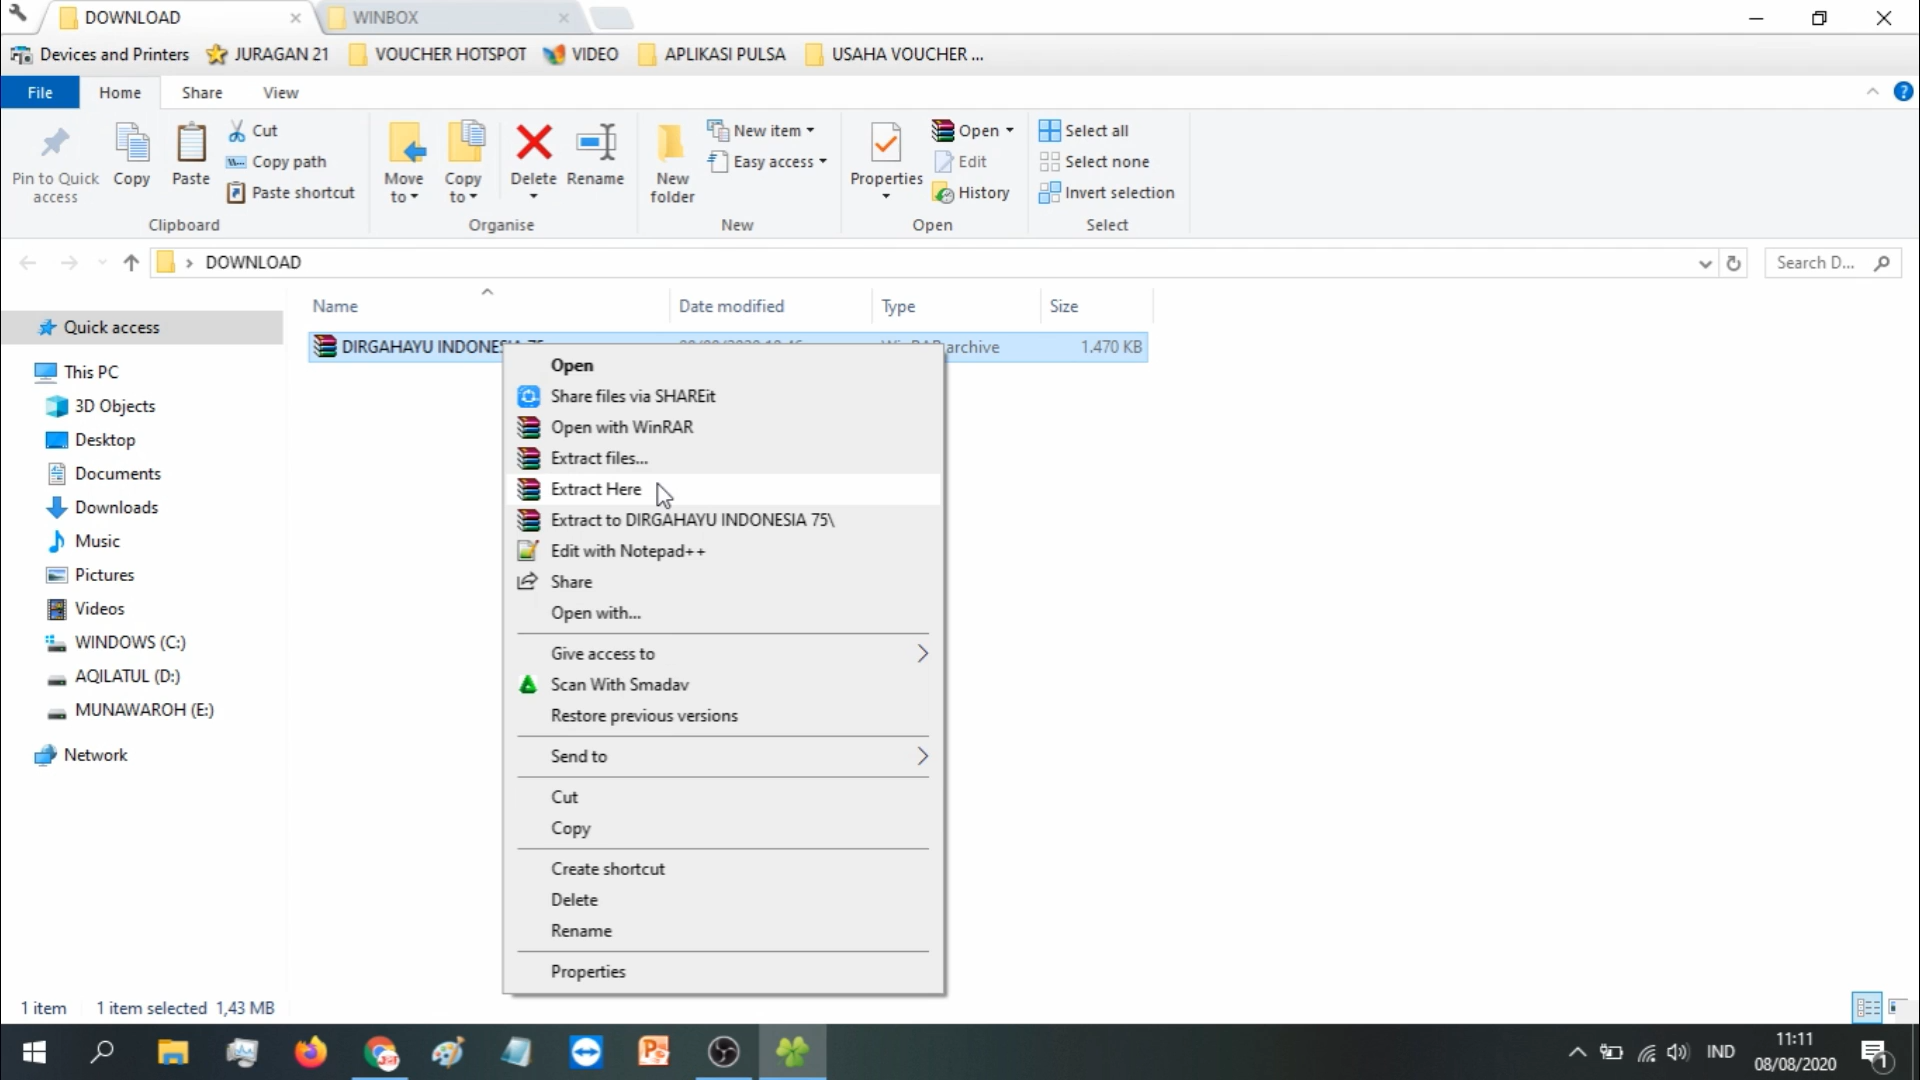 DOWNLOAD
WINBOX
Devices and Printers
JURAGAN 21
VOUCHER HOTSPOT
VIDEO
APLIKASI PULSA
USAHA VOUCHER ...
File
Home
Share
View
Pin to Quick
access
Copy
Paste
Cut
Copy path
Paste shortcut
Clipboard
Move
to
Copy
to
Delete
Rename
Organise
New
folder
New item
Easy access
New
Properties
Open
Edit
History
Open
Select all
Select none
Invert selection
Select
DOWNLOAD
Search D...
Name
Date modified
Type
Size
DIRGAHAYU INDONESIA 75
archive
1.470 KB
Quick access
This PC
3D Objects
Desktop
Documents
Downloads
Music
Pictures
Videos
WINDOWS (C:)
AQILATUL (D:)
MUNAWAROH (E:)
Network
Open
Share files via SHAREit
Open with WinRAR
Extract files...
Extract Here
Extract to DIRGAHAYU INDONESIA 75\
Edit with Notepad++
Share
Open with...
Give access to
Scan With Smadav
Restore previous versions
Send to
Cut
Copy
Create shortcut
Delete
Rename
Properties
1 item
1 item selected 1,43 MB
IND
11:11
08/08/2020
1